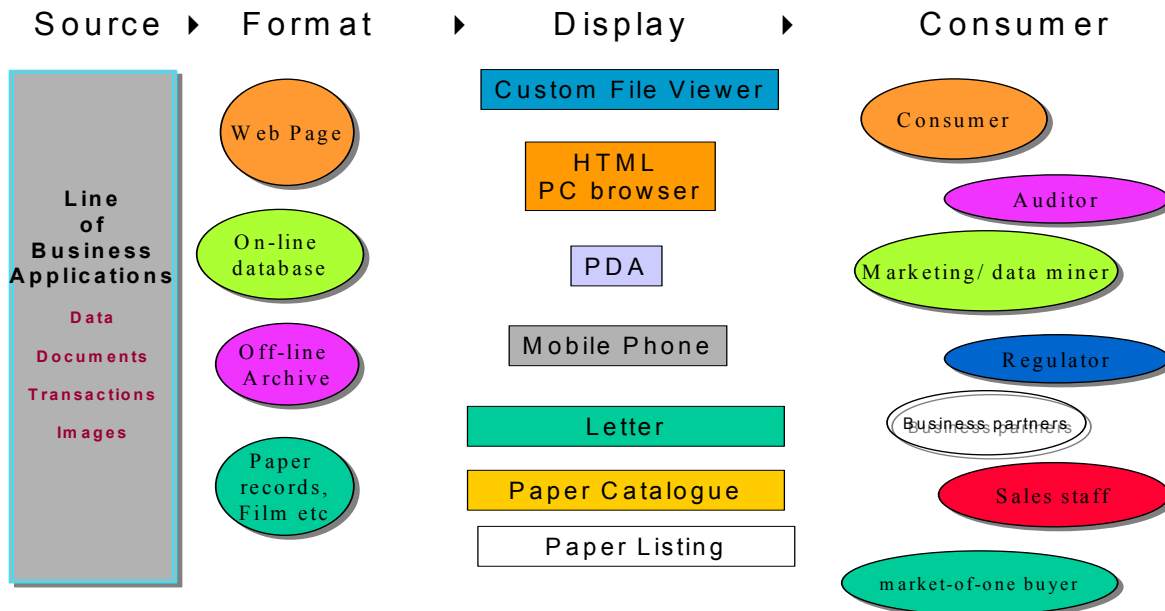 Source Format Display Consumer
Line
of
Business
Applications
Data
Documents
Transactions
Images
Web Page
On-line
database
Off-line
Archive
Paper
records,
Film etc
Custom File Viewer
HTML
PC browser
PDA
Mobile Phone
Letter
Paper Catalogue
Paper Listing
Consumer
Auditor
Marketing/ data miner
Regulator
Business partners
Sales staff
market-of-one buyer